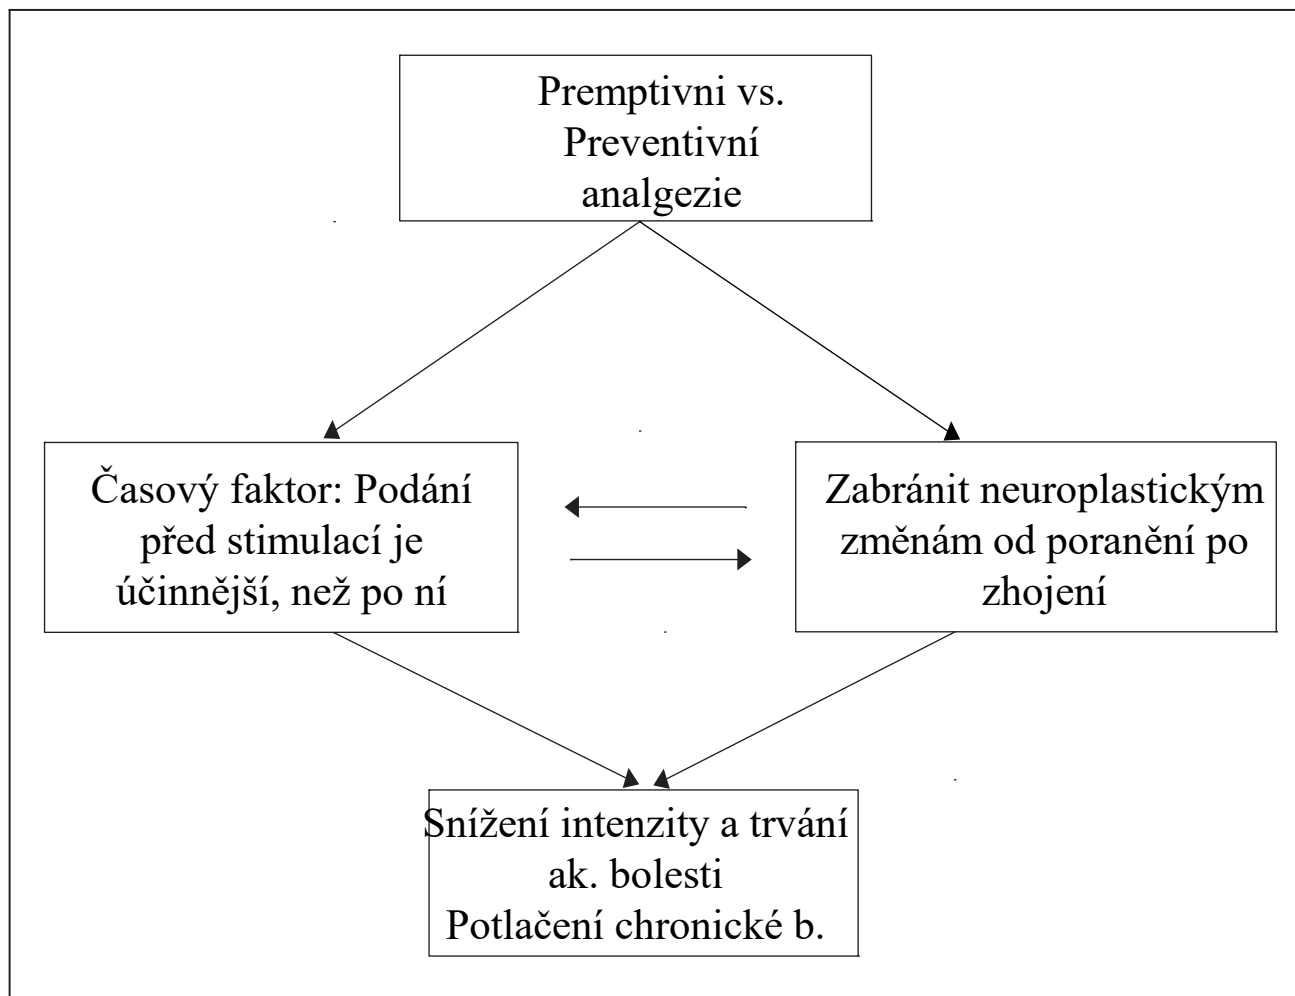 Premptivni vs.
Preventivní
analgezie
Časový faktor: Podání
před stimulací je
účinnější, než po ní
Zabránit neuroplastickým
změnám od poranění po
zhojení
Snížení intenzity a trvání
ak. bolesti
Potlačení chronické b.